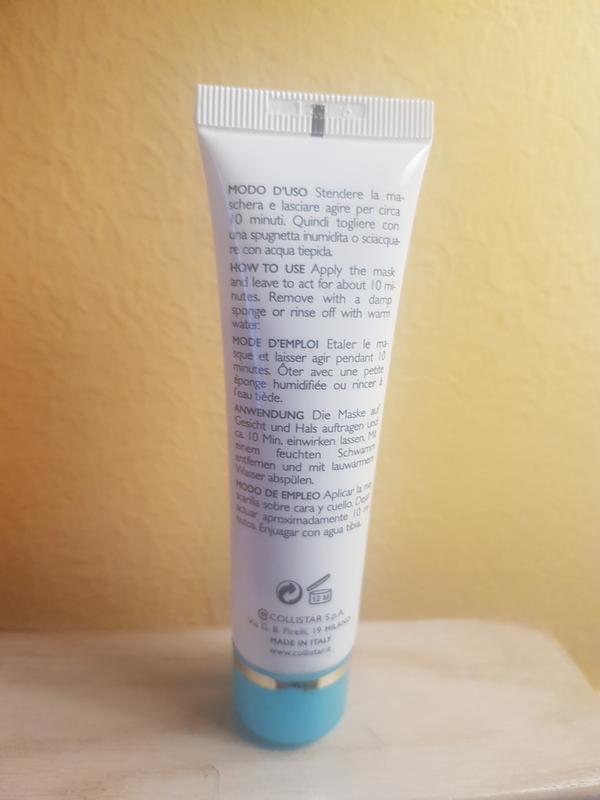 MODO D'USO Stendere la ma-
schera e lasciare agire per circa
10 minuti. Quindi togliere con
una spugnetta inumidita o sciacqua-
re con acqua tiepida.
HOW TO USE Apply the mask
and leave to act for about 10 mi-
nutes. Remove with a damp
sponge or rinse off with warm
water.
MODE D'EMPLOI Etaler le ma-
sque et laisser agir pendant 10
minutes. Ôter avec une petite
éponge humidifiée ou rincer à
l'eau tiède.
ANWENDUNG Die Maske auf
Gesicht und Hals auftragen und
ca. 10 Min. einwirken lassen. Mit
einem feuchten Schwamm
entfernen und mit lauwarmem
Wasser abspülen.
MODO DE EMPLEO Aplicar la ma-
scarilla sobre cara y cuello. Dejar
actuar aproximadamente 10 mi-
nutos. Enjuagar con agua tibia.
12 M
COLLISTAR S.p.A.
Via G. B. Pirelli, 19 MILANO
MADE IN ITALY
www.collistar.it